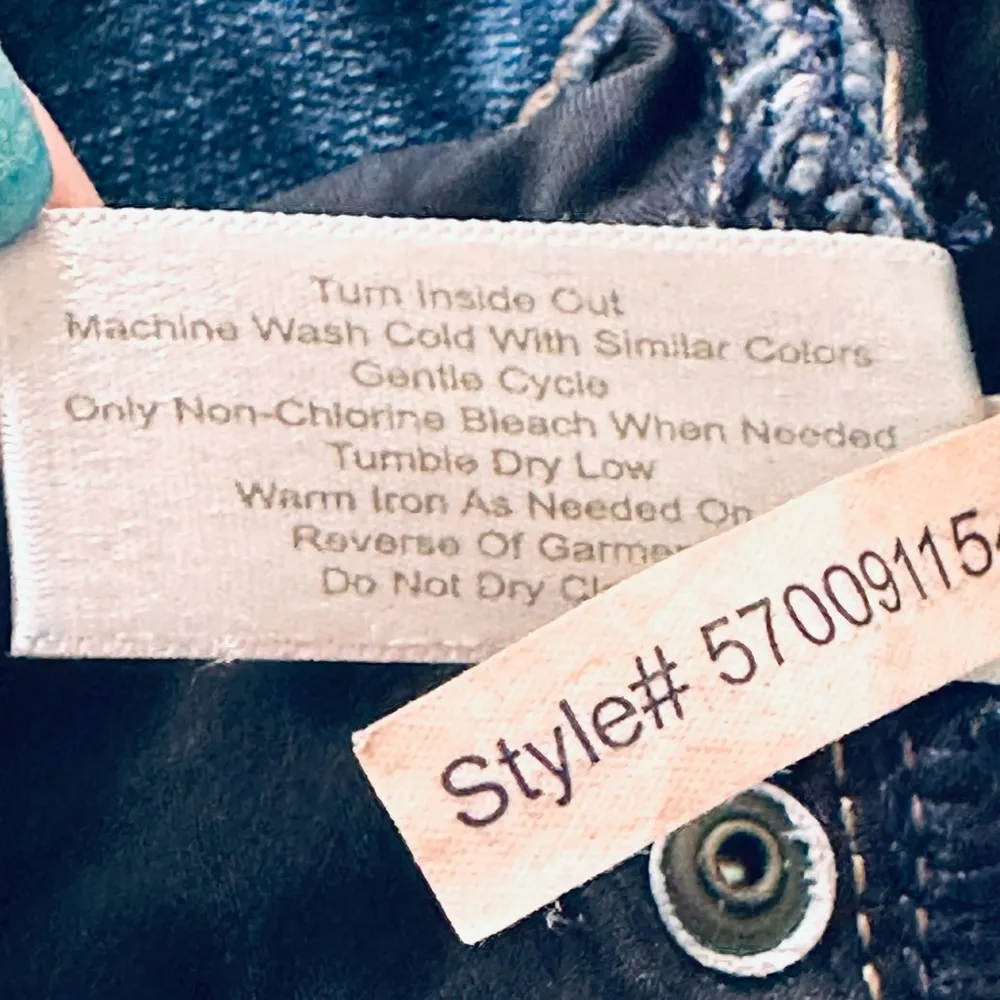 Turn Inside Out
Machine Wash Cold With Similar Colors
Gentle Cycle
Only Non-Chlorine Bleach When Needed
Tumble Dry Low
Warm Iron As Needed On
Reverse Of
Do Not Dry
Style#